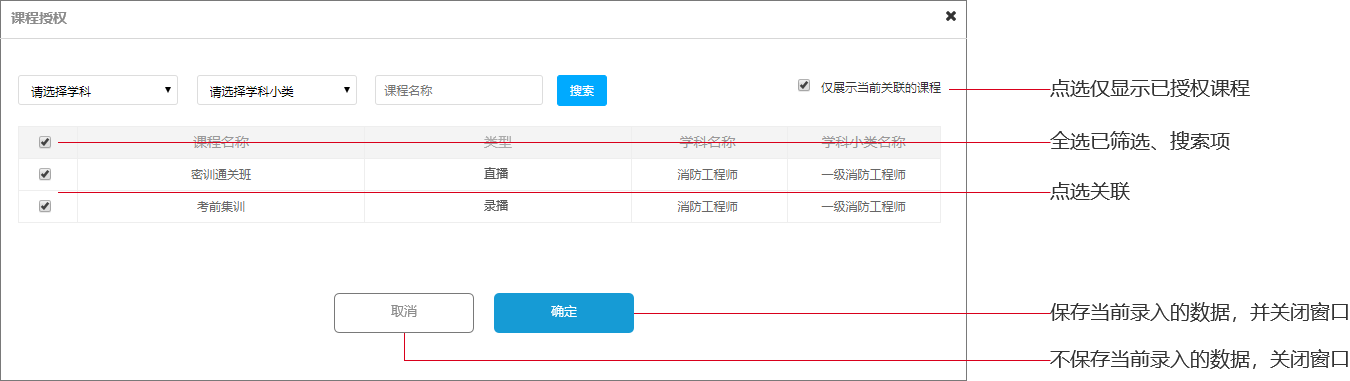 课程授权
请选择学科 请选择学科小类 课程名称 搜索 仅展示当前关联的课程 点选仅显示已授权课程
课程名称 类型 学科名称 学科小类名称 全选已筛选、搜索项
密训通关班 直播 消防工程师 一级消防工程师
点选关联
考前集训 录播 消防工程师 一级消防工程师
取消 确定 保存当前录入的数据，并关闭窗口
不保存当前录入的数据，关闭窗口